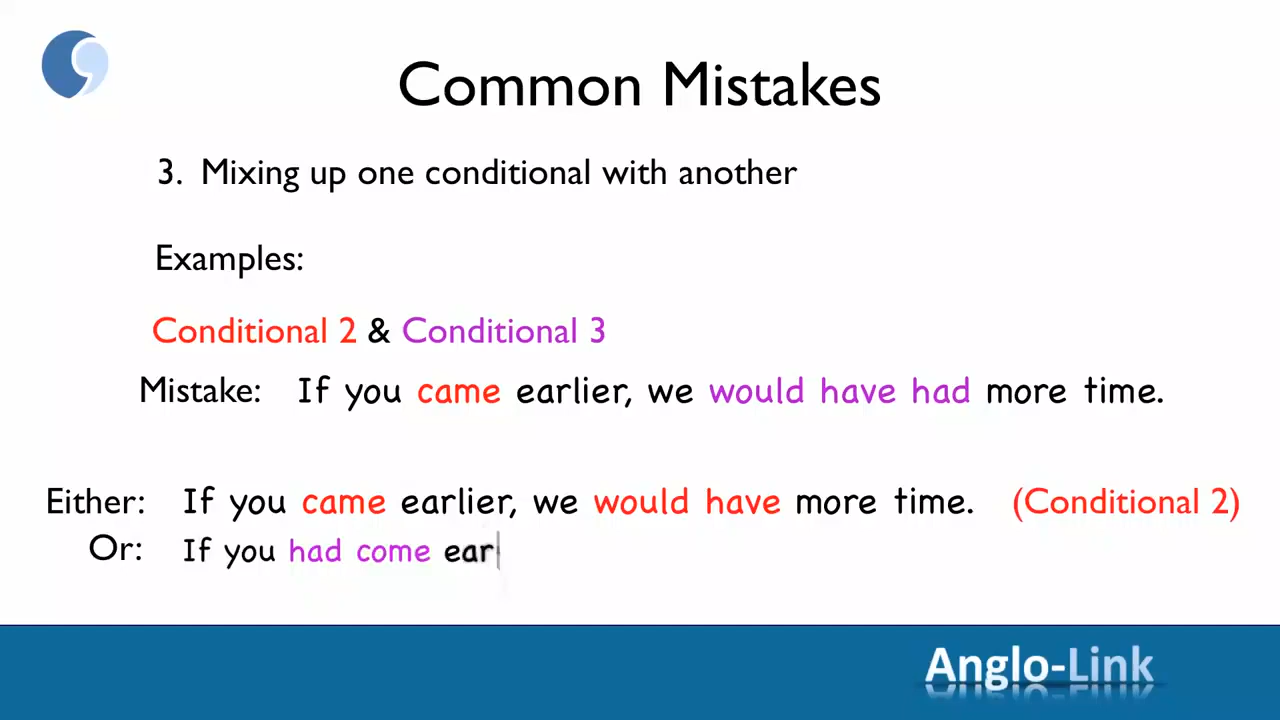 Common Mistakes
3. Mixing up one conditional with another
Examples:
Conditional 2 & Conditional 3
Mistake: If you came earlier, we would have had more time.
Either: If you came earlier, we would have more time. (Conditional 2)
Or: If you had come ear
Anglo-Link